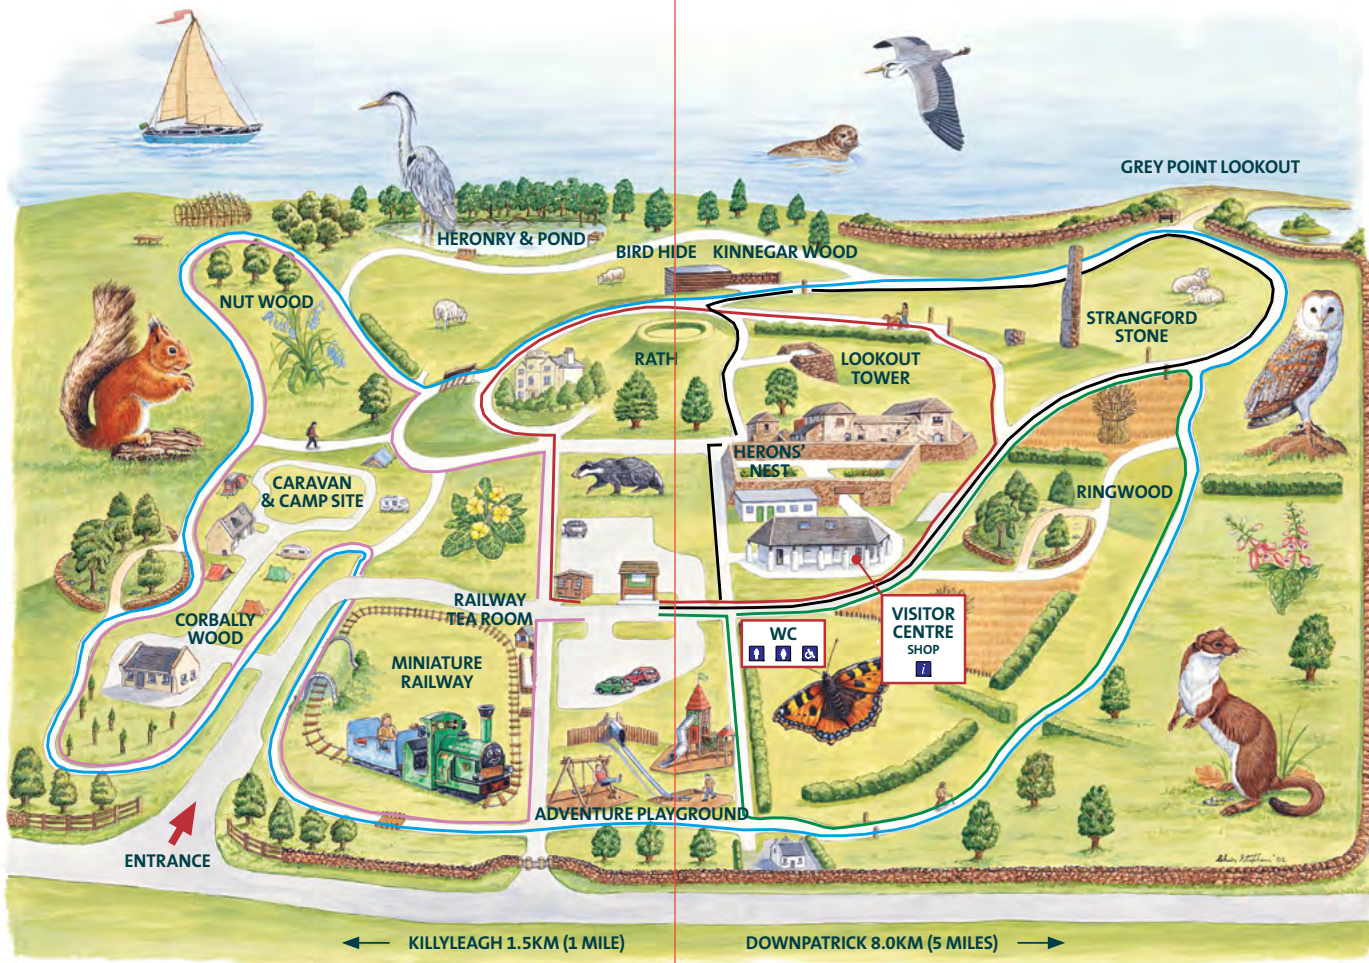 GREY POINT LOOKOUT
HERONRY & POND
BIRD HIDE
KINNEGAR WOOD
NUT WOOD
STRANGFORD
STONE
RATH
LOOKOUT
TOWER
HERONS'
NEST
CARAVAN
& CAMP SITE
RINGWOOD
RAILWAY
TEA ROOM
CORBALLY
WOOD
VISITOR
CENTRE
SHOP
i
WC
MINIATURE
RAILWAY
ADVENTURE PLAYGROUND
ENTRANCE
KILLYLEAGH 1.5KM (1 MILE)
DOWNPATRICK 8.0KM (5 MILES)